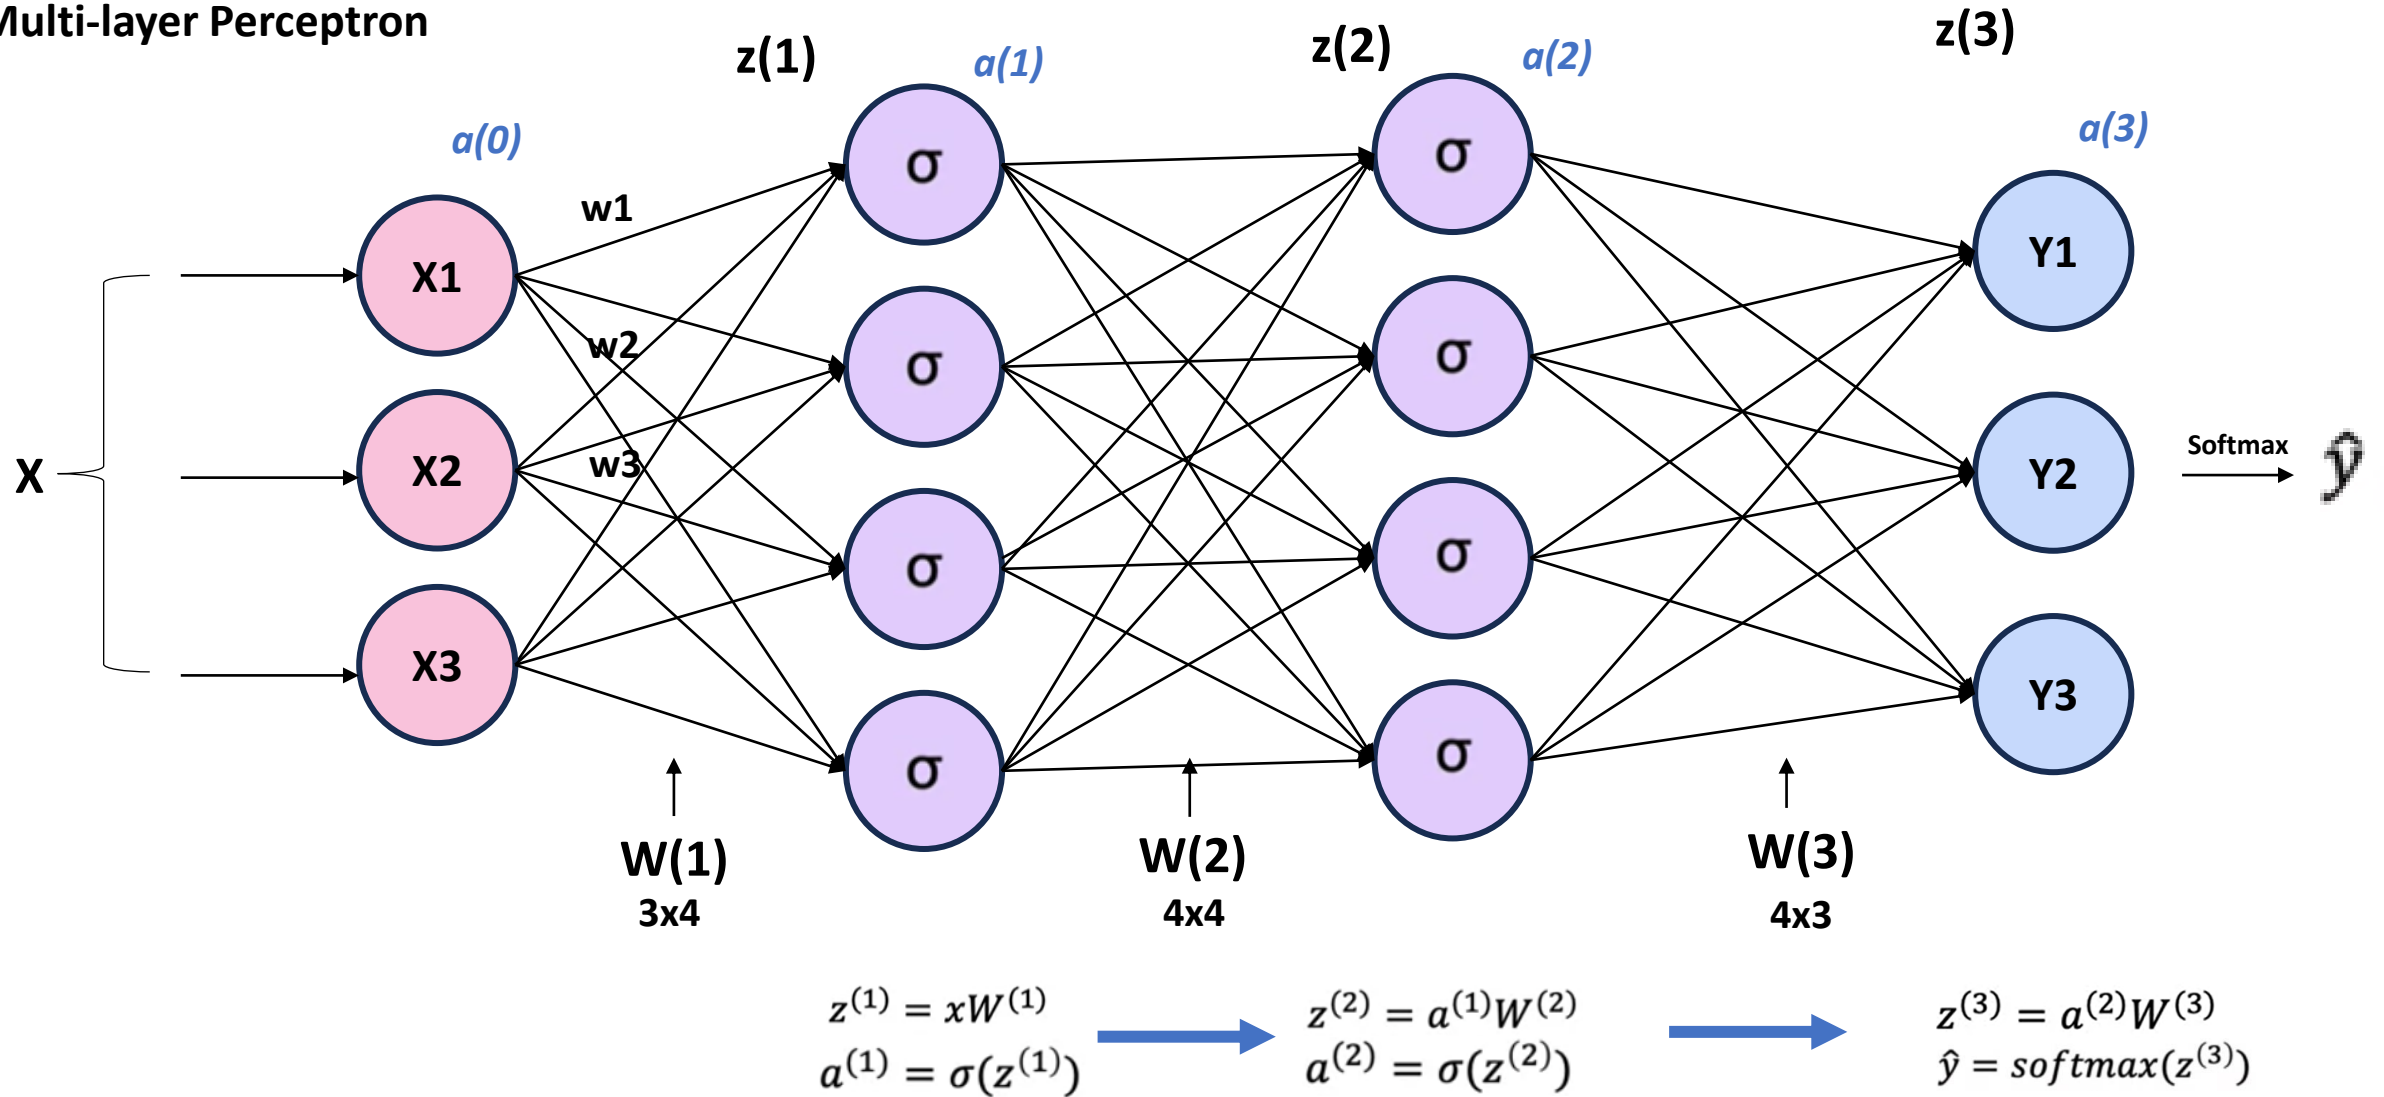 Multi-layer Perceptron
z(1)
a(1)
z(2)
a(2)
z(3)
a(0)
a(3)
w1
w2
w3
X
X1
X2
X3
σ
σ
σ
σ
σ
σ
σ
σ
Y1
Y2
Y3
Softmax
ŷ
W(1)
3x4
W(2)
4x4
W(3)
4x3
z⁽¹⁾ = xW⁽¹⁾
a⁽¹⁾ = σ(z⁽¹⁾)
z⁽²⁾ = a⁽¹⁾W⁽²⁾
a⁽²⁾ = σ(z⁽²⁾)
z⁽³⁾ = a⁽²⁾W⁽³⁾
ŷ = softmax(z⁽³⁾)